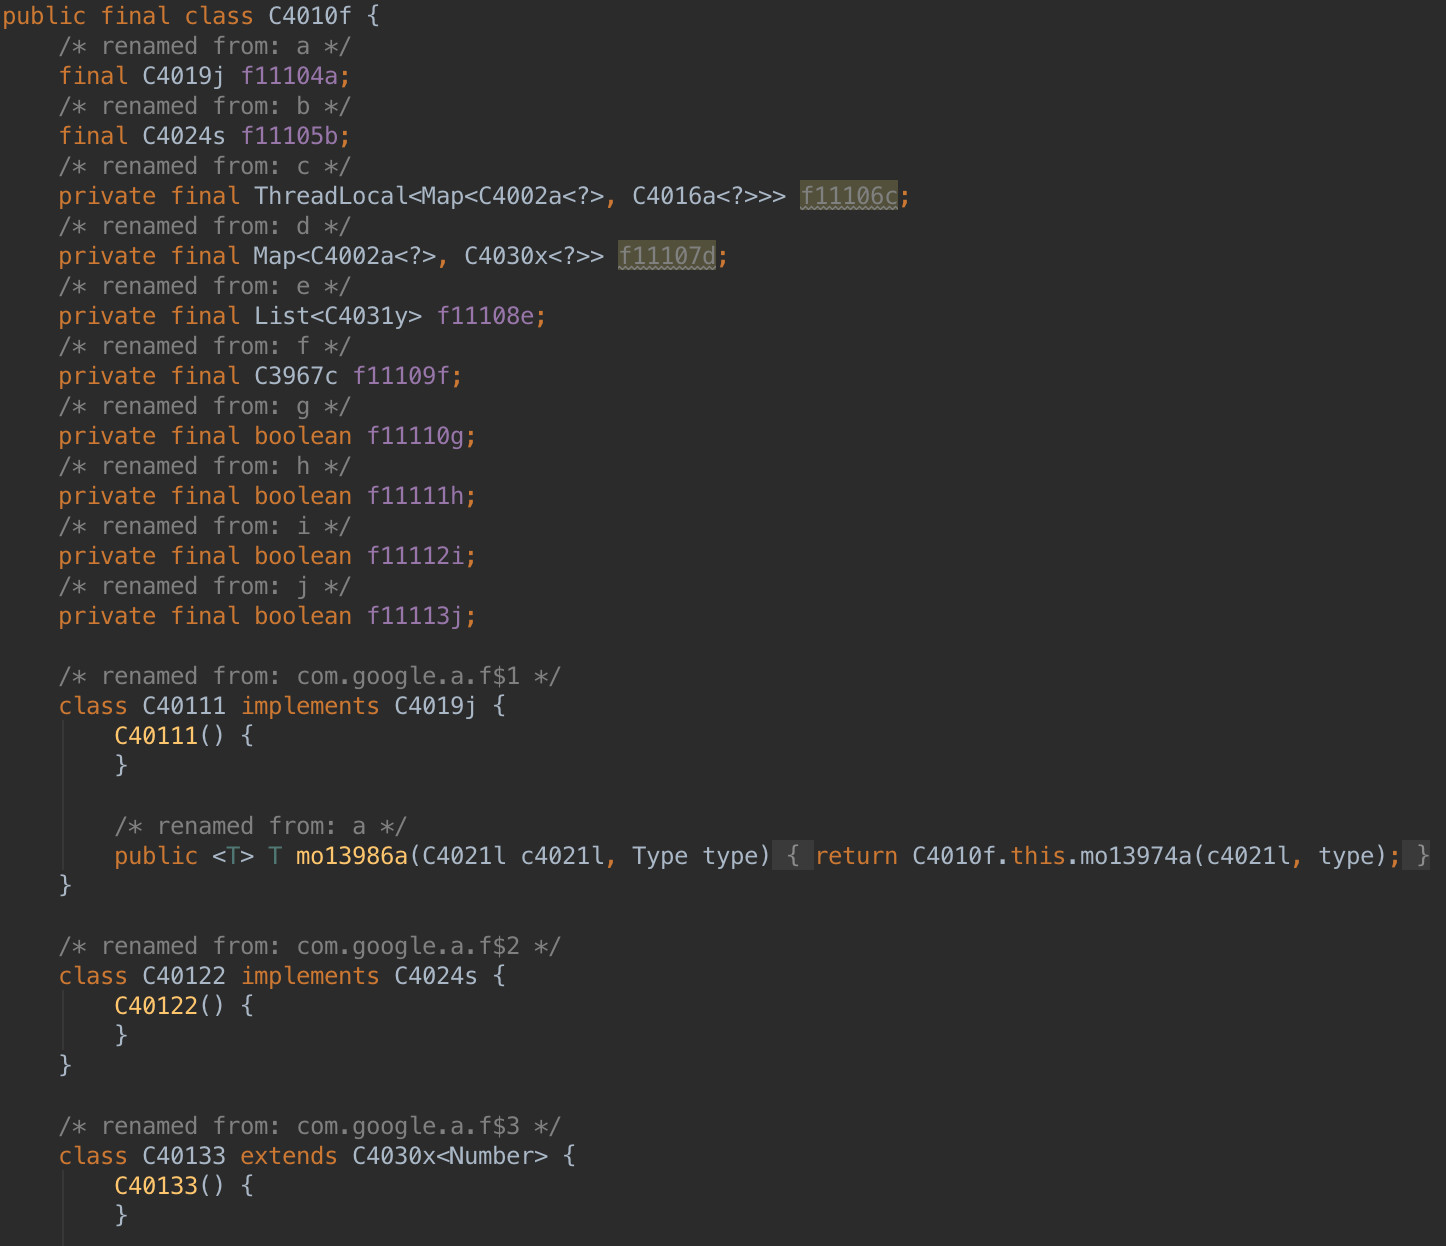 public final class C4010f {
/* renamed from: a */
final C4019j f11104a;
/* renamed from: b */
final C4024s f11105b;
/* renamed from: c */
private final ThreadLocal<Map<C4002a<?>, C4016a<?>>> f11106c;
/* renamed from: d */
private final Map<C4002a<?>, C4030x<?>> f11107d;
/* renamed from: e */
private final List<C4031y> f11108e;
/* renamed from: f */
private final C3967c f11109f;
/* renamed from: g */
private final boolean f11110g;
/* renamed from: h */
private final boolean f11111h;
/* renamed from: i */
private final boolean f11112i;
/* renamed from: j */
private final boolean f11113j;
/* renamed from: com.google.a.f$1 */
class C40111 implements C4019j {
C40111() {
}
/* renamed from: a */
public <T> T mo13986a(C4021l c4021l, Type type) { return C4010f.this.mo13974a(c4021l, type); }
}
/* renamed from: com.google.a.f$2 */
class C40122 implements C4024s {
C40122() {
}
}
/* renamed from: com.google.a.f$3 */
class C40133 extends C4030x<Number> {
C40133() {
}